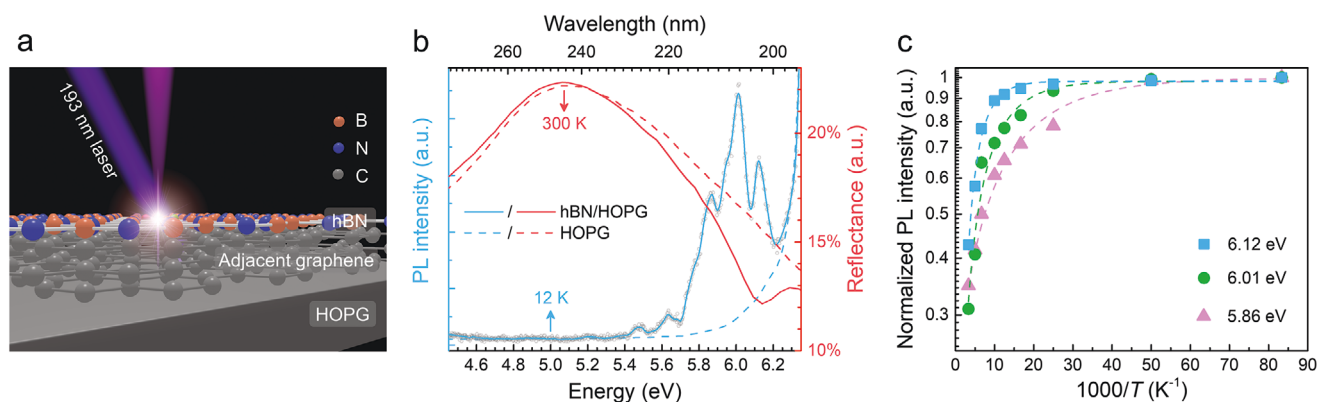 a
193 nm laser
B
N
C
hBN
Adjacent graphene
HOPG
b
Wavelength (nm)
260 240 220 200
PL intensity (a.u.)
300 K
/ hBN/HOPG
/ HOPG
12 K
20%
15%
10%
Reflectance (a.u.)
4.6 4.8 5.0 5.2 5.4 5.6 5.8 6.0 6.2
Energy (eV)
c
Normalized PL intensity (a.u.)
1
0.9
0.8
0.7
0.6
0.5
0.4
0.3
6.12 eV
6.01 eV
5.86 eV
0 10 20 30 40 50 60 70 80 90
1000/T (K⁻¹)